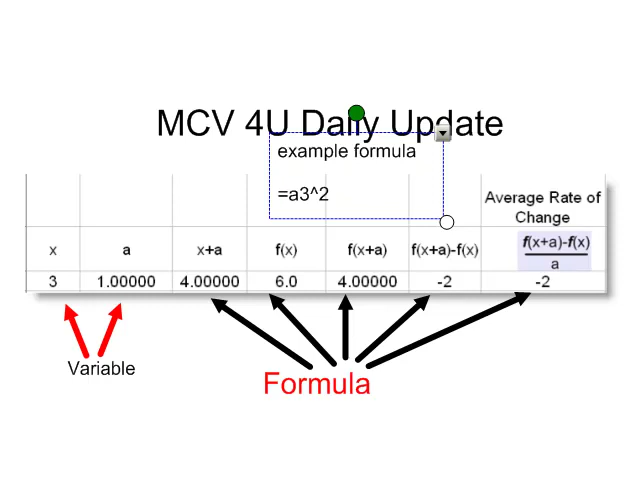 MCV 4U Daily Update
example formula
=a3^2
Average Rate of
Change
x a x+a f(x) f(x+a) f(x+a)-f(x) f(x+a)-f(x)
a
3 1.00000 4.00000 6.0 4.00000 -2 -2
Variable
Formula